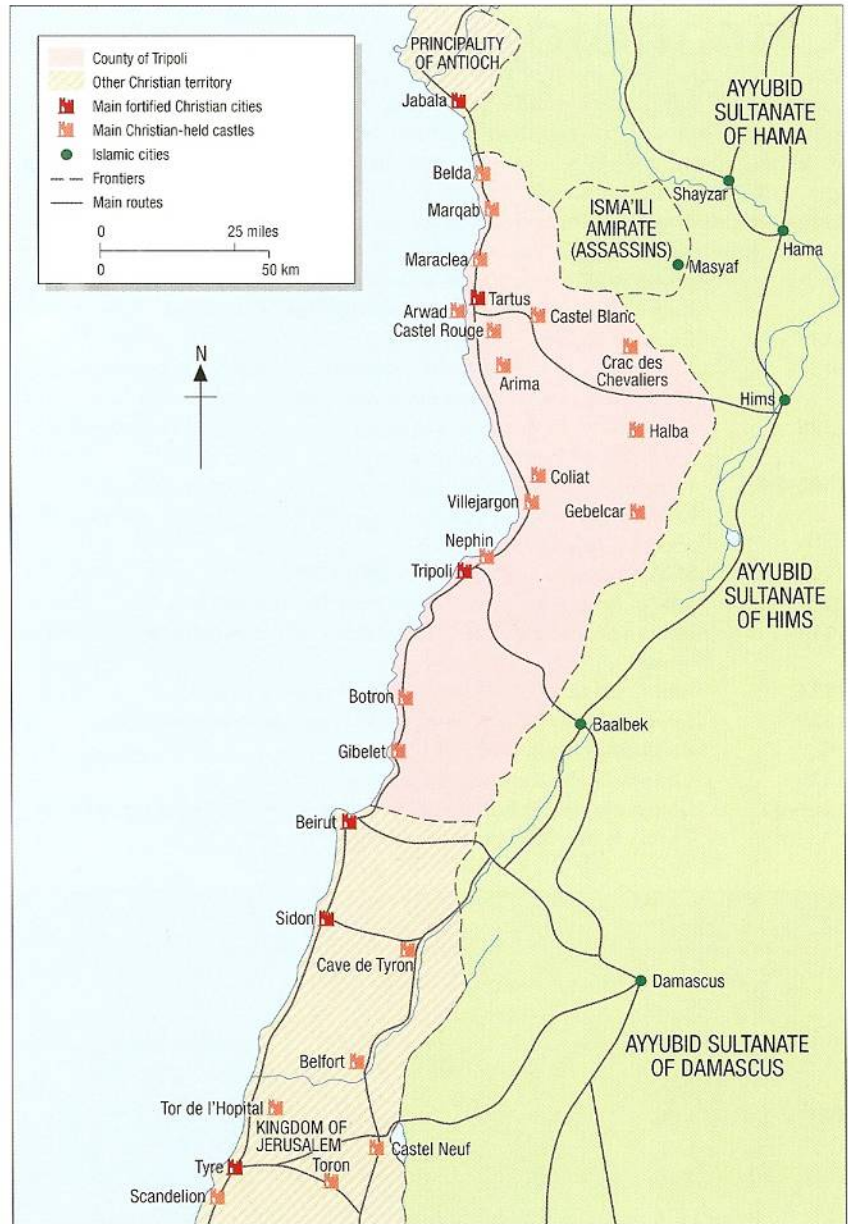 County of Tripoli
Other Christian territory
Main fortified Christian cities
Main Christian-held castles
Islamic cities
Frontiers
Main routes
0 25 miles
0 50 km
N
PRINCIPALITY
OF ANTIOCH
Jabala
AYYUBID
SULTANATE
OF HAMA
Belda
Shayzar
Marqab
ISMA'ILI
AMIRATE
(ASSASSINS)
Hama
Maraclea
Masyaf
Tartus
Arwad
Castel Blanc
Castel Rouge
Crac des
Chevaliers
Arima
Hims
Halba
Coliat
Villejargon
Gebelcar
Nephin
Tripoli
AYYUBID
SULTANATE
OF HIMS
Botron
Baalbek
Gibelet
Beirut
Sidon
Cave de Tyron
Damascus
Belfort
AYYUBID SULTANATE
OF DAMASCUS
Tor de l'Hopital
KINGDOM OF
JERUSALEM
Castel Neuf
Tyre
Toron
Scandelion